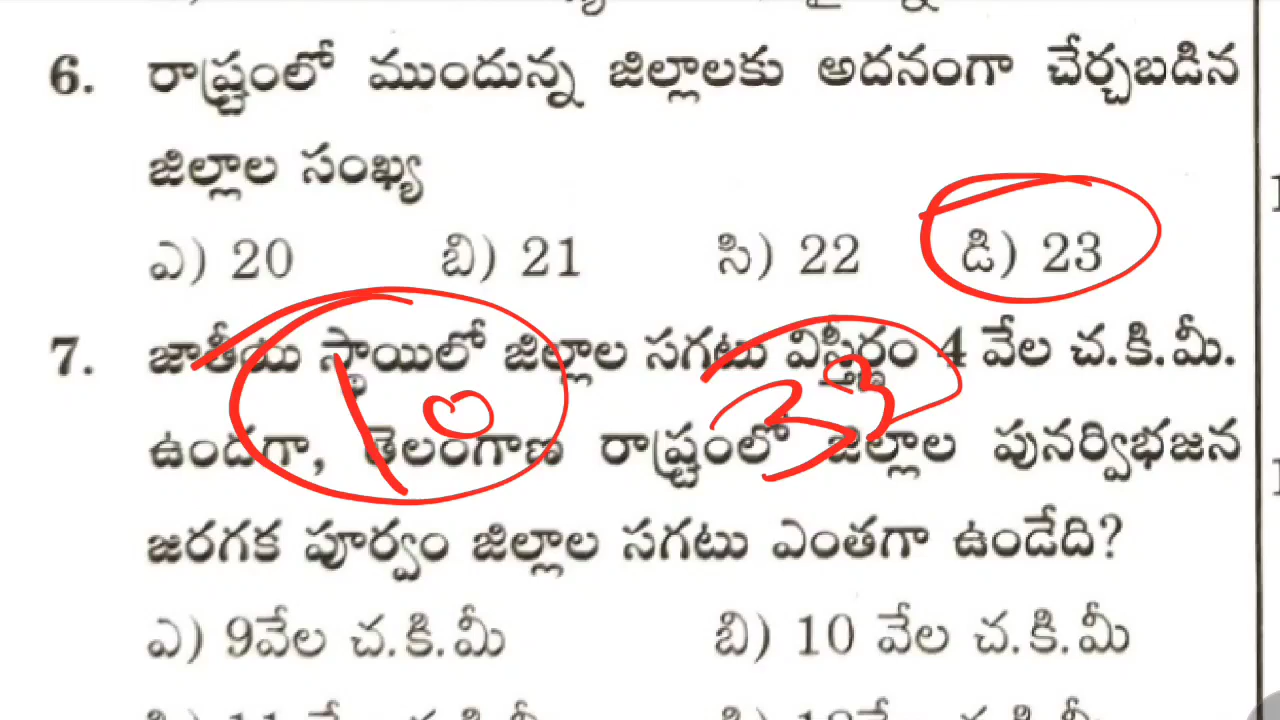 6. రాష్ట్రంలో ముందున్న జిల్లాలకు అదనంగా చేర్చబడిన
జిల్లాల సంఖ్య
ఎ) 20 బి) 21 సి) 22 డి) 23
7. జాతీయ స్థాయిలో జిల్లాల సగటు విస్తీర్ణం 4 వేల చ.కి.మీ.
10 33
ఉండగా, తెలంగాణ రాష్ట్రంలో జిల్లాల పునర్విభజన
జరగక పూర్వం జిల్లాల సగటు ఎంతగా ఉండేది?
ఎ) 9వేల చ.కి.మీ బి) 10 వేల చ.కి.మీ